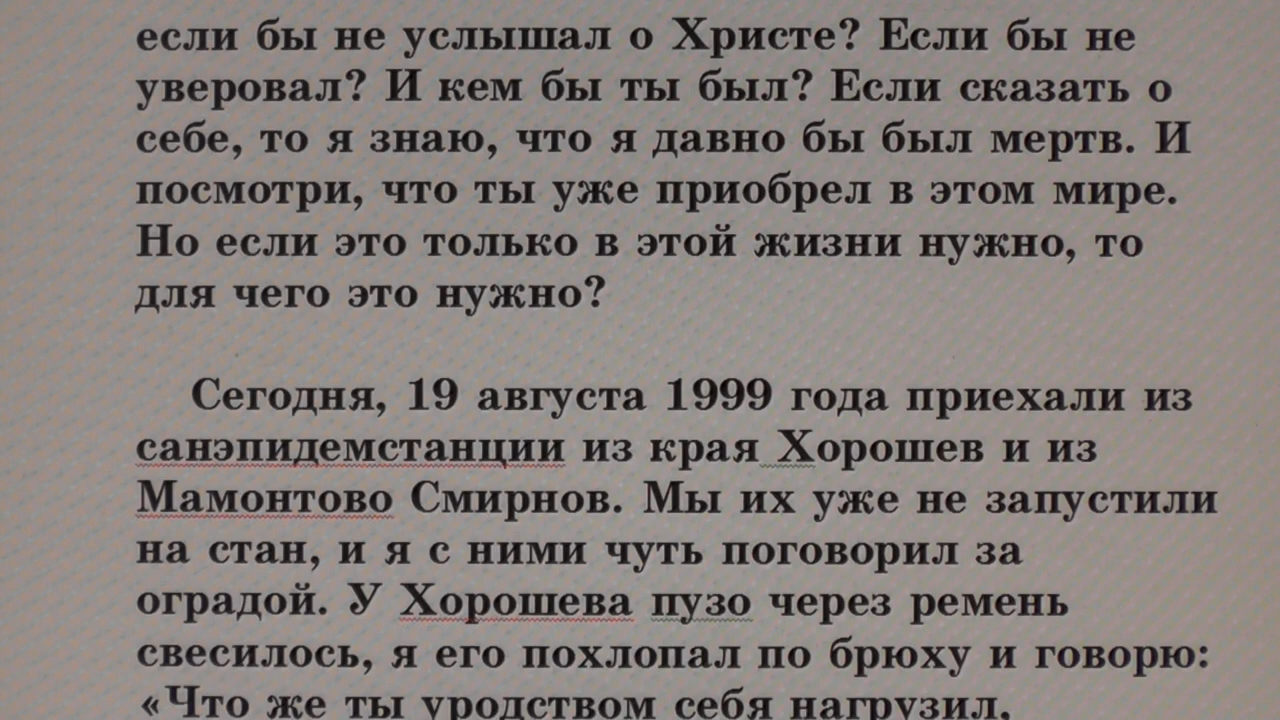 если бы не услышал о Христе? Если бы не
уверовал? И кем бы ты был? Если сказать о
себе, то я знаю, что я давно бы был мертв. И
посмотри, что ты уже приобрел в этом мире.
Но если это только в этой жизни нужно, то
для чего это нужно?
Сегодня, 19 августа 1999 года приехали из
санэпидемстанции из края Хорошев и из
Мамонтово Смирнов. Мы их уже не запустили
на стан, и я с ними чуть поговорил за
оградой. У Хорошева пузо через ремень
свесилось, я его похлопал по брюху и говорю:
«Что же ты уродством себя нагрузил,